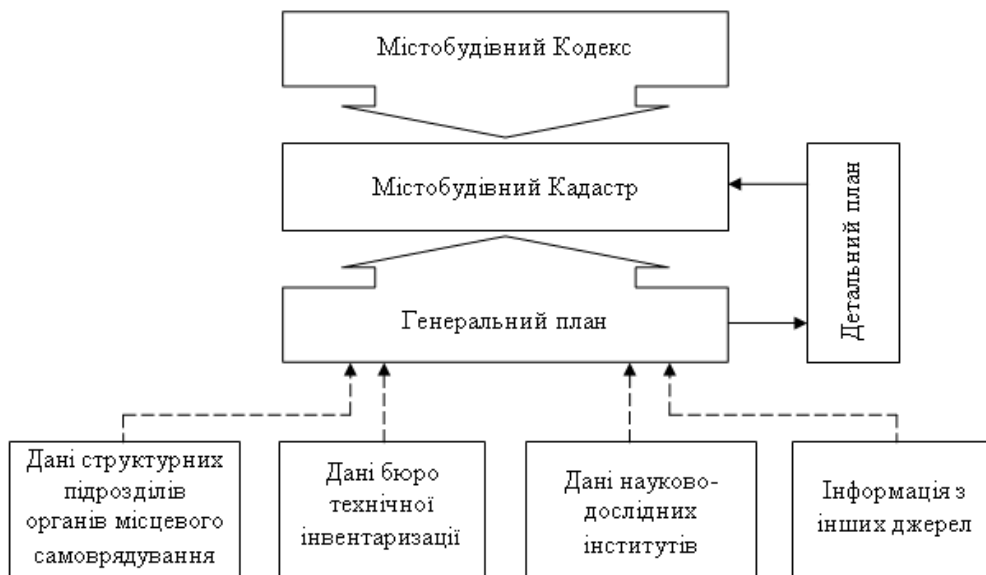 Містобудівний Кодекс
Містобудівний Кадастр
Детальний план
Генеральний план
Дані структурних
підрозділів
органів місцевого
самоврядування
Дані бюро
технічної
інвентаризації
Дані науково-
дослідних
інститутів
Інформація з
інших джерел